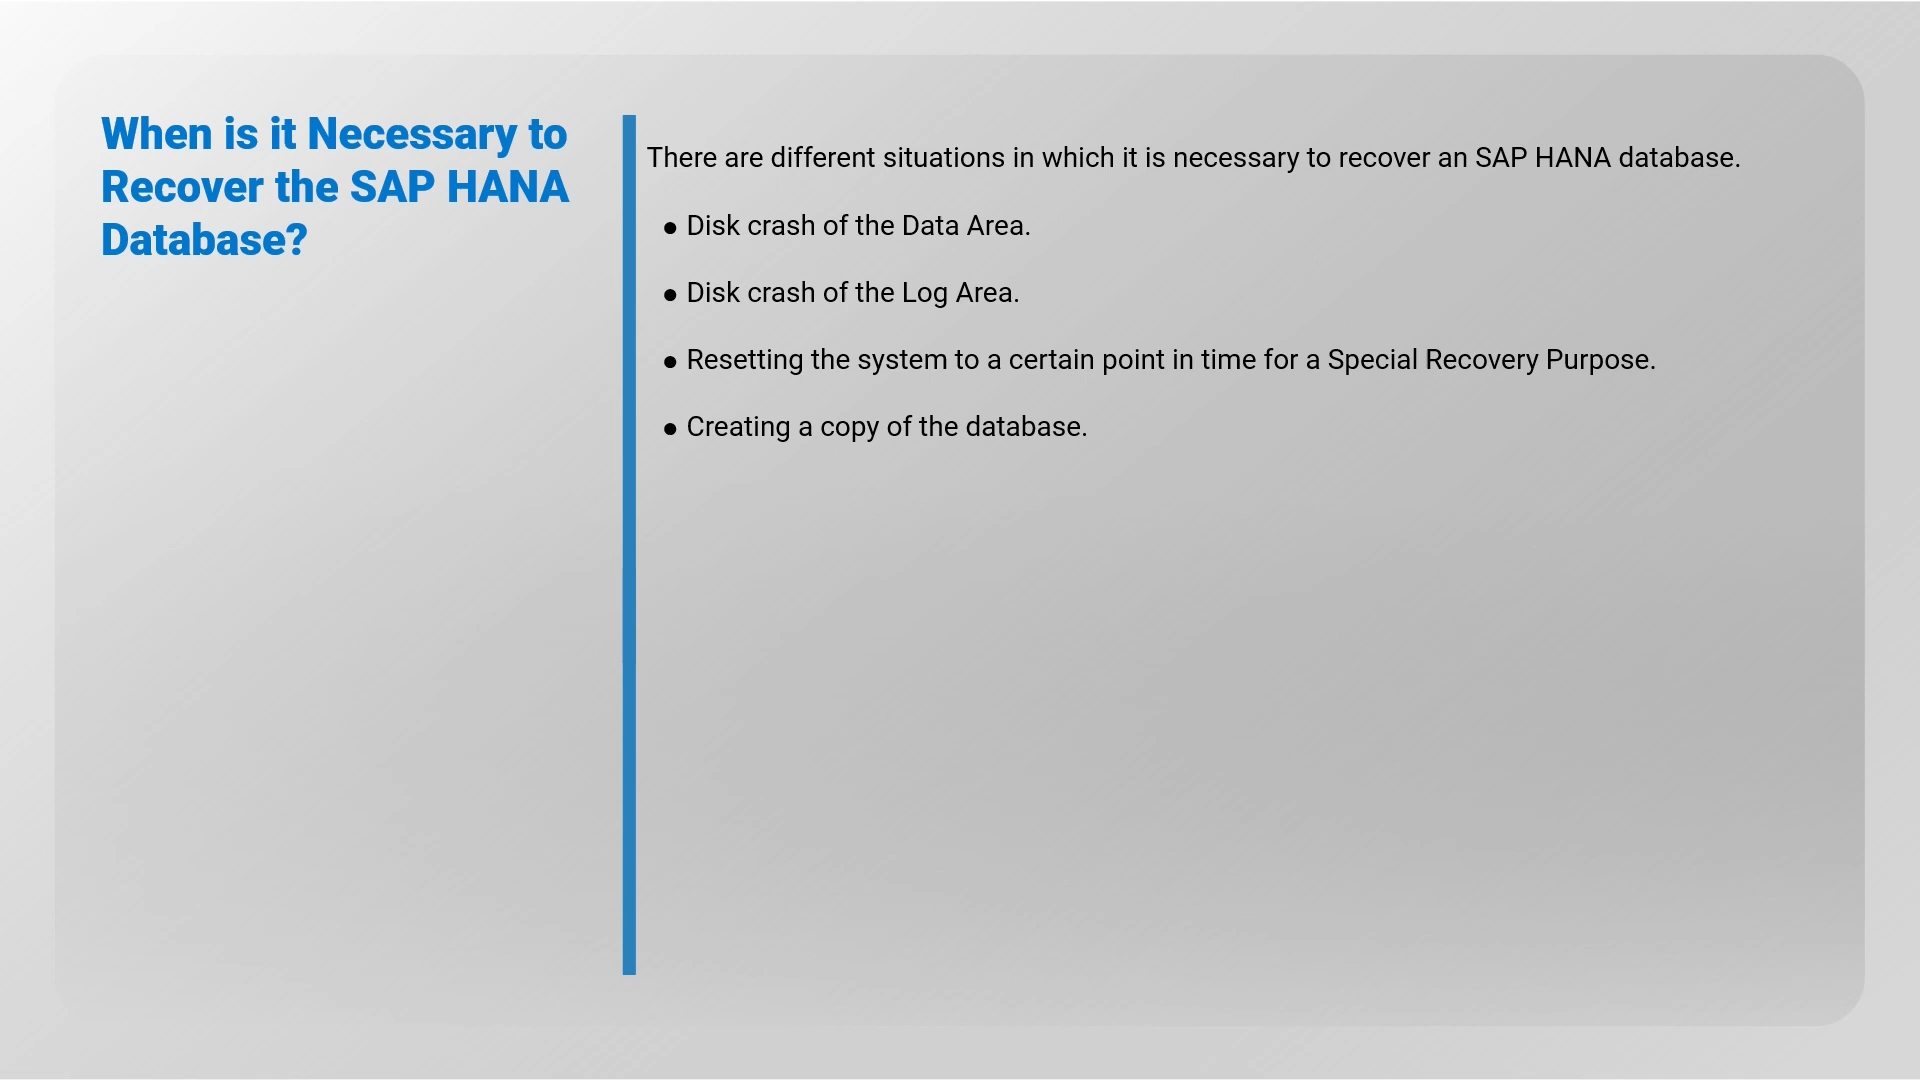 When is it Necessary to
Recover the SAP HANA
Database?
There are different situations in which it is necessary to recover an SAP HANA database.
● Disk crash of the Data Area.
● Disk crash of the Log Area.
● Resetting the system to a certain point in time for a Special Recovery Purpose.
● Creating a copy of the database.